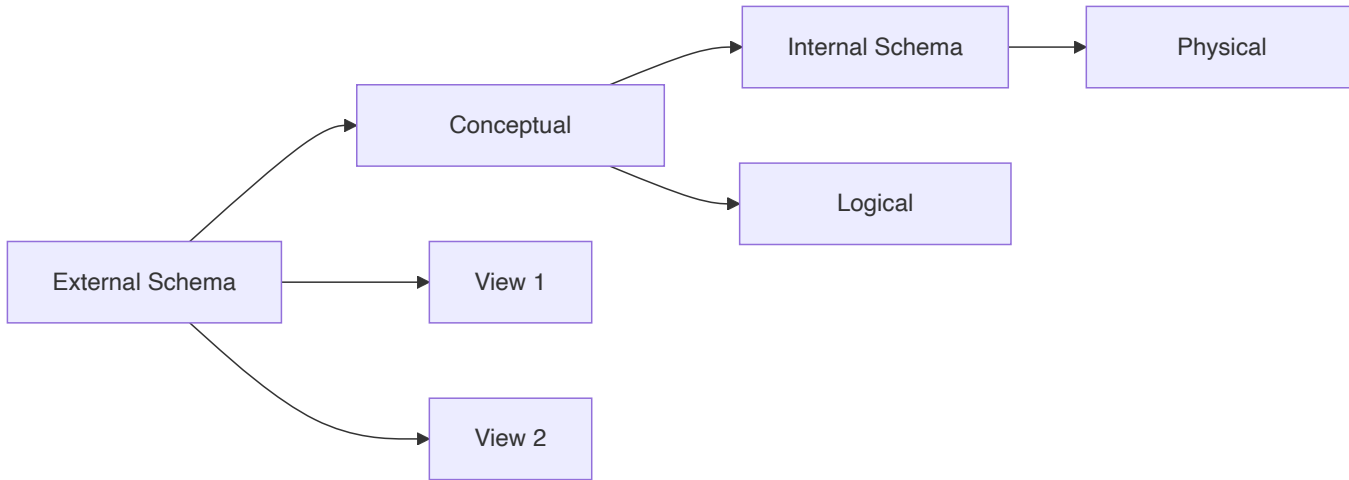 Internal Schema
Physical
Conceptual
Logical
External Schema
View 1
View 2